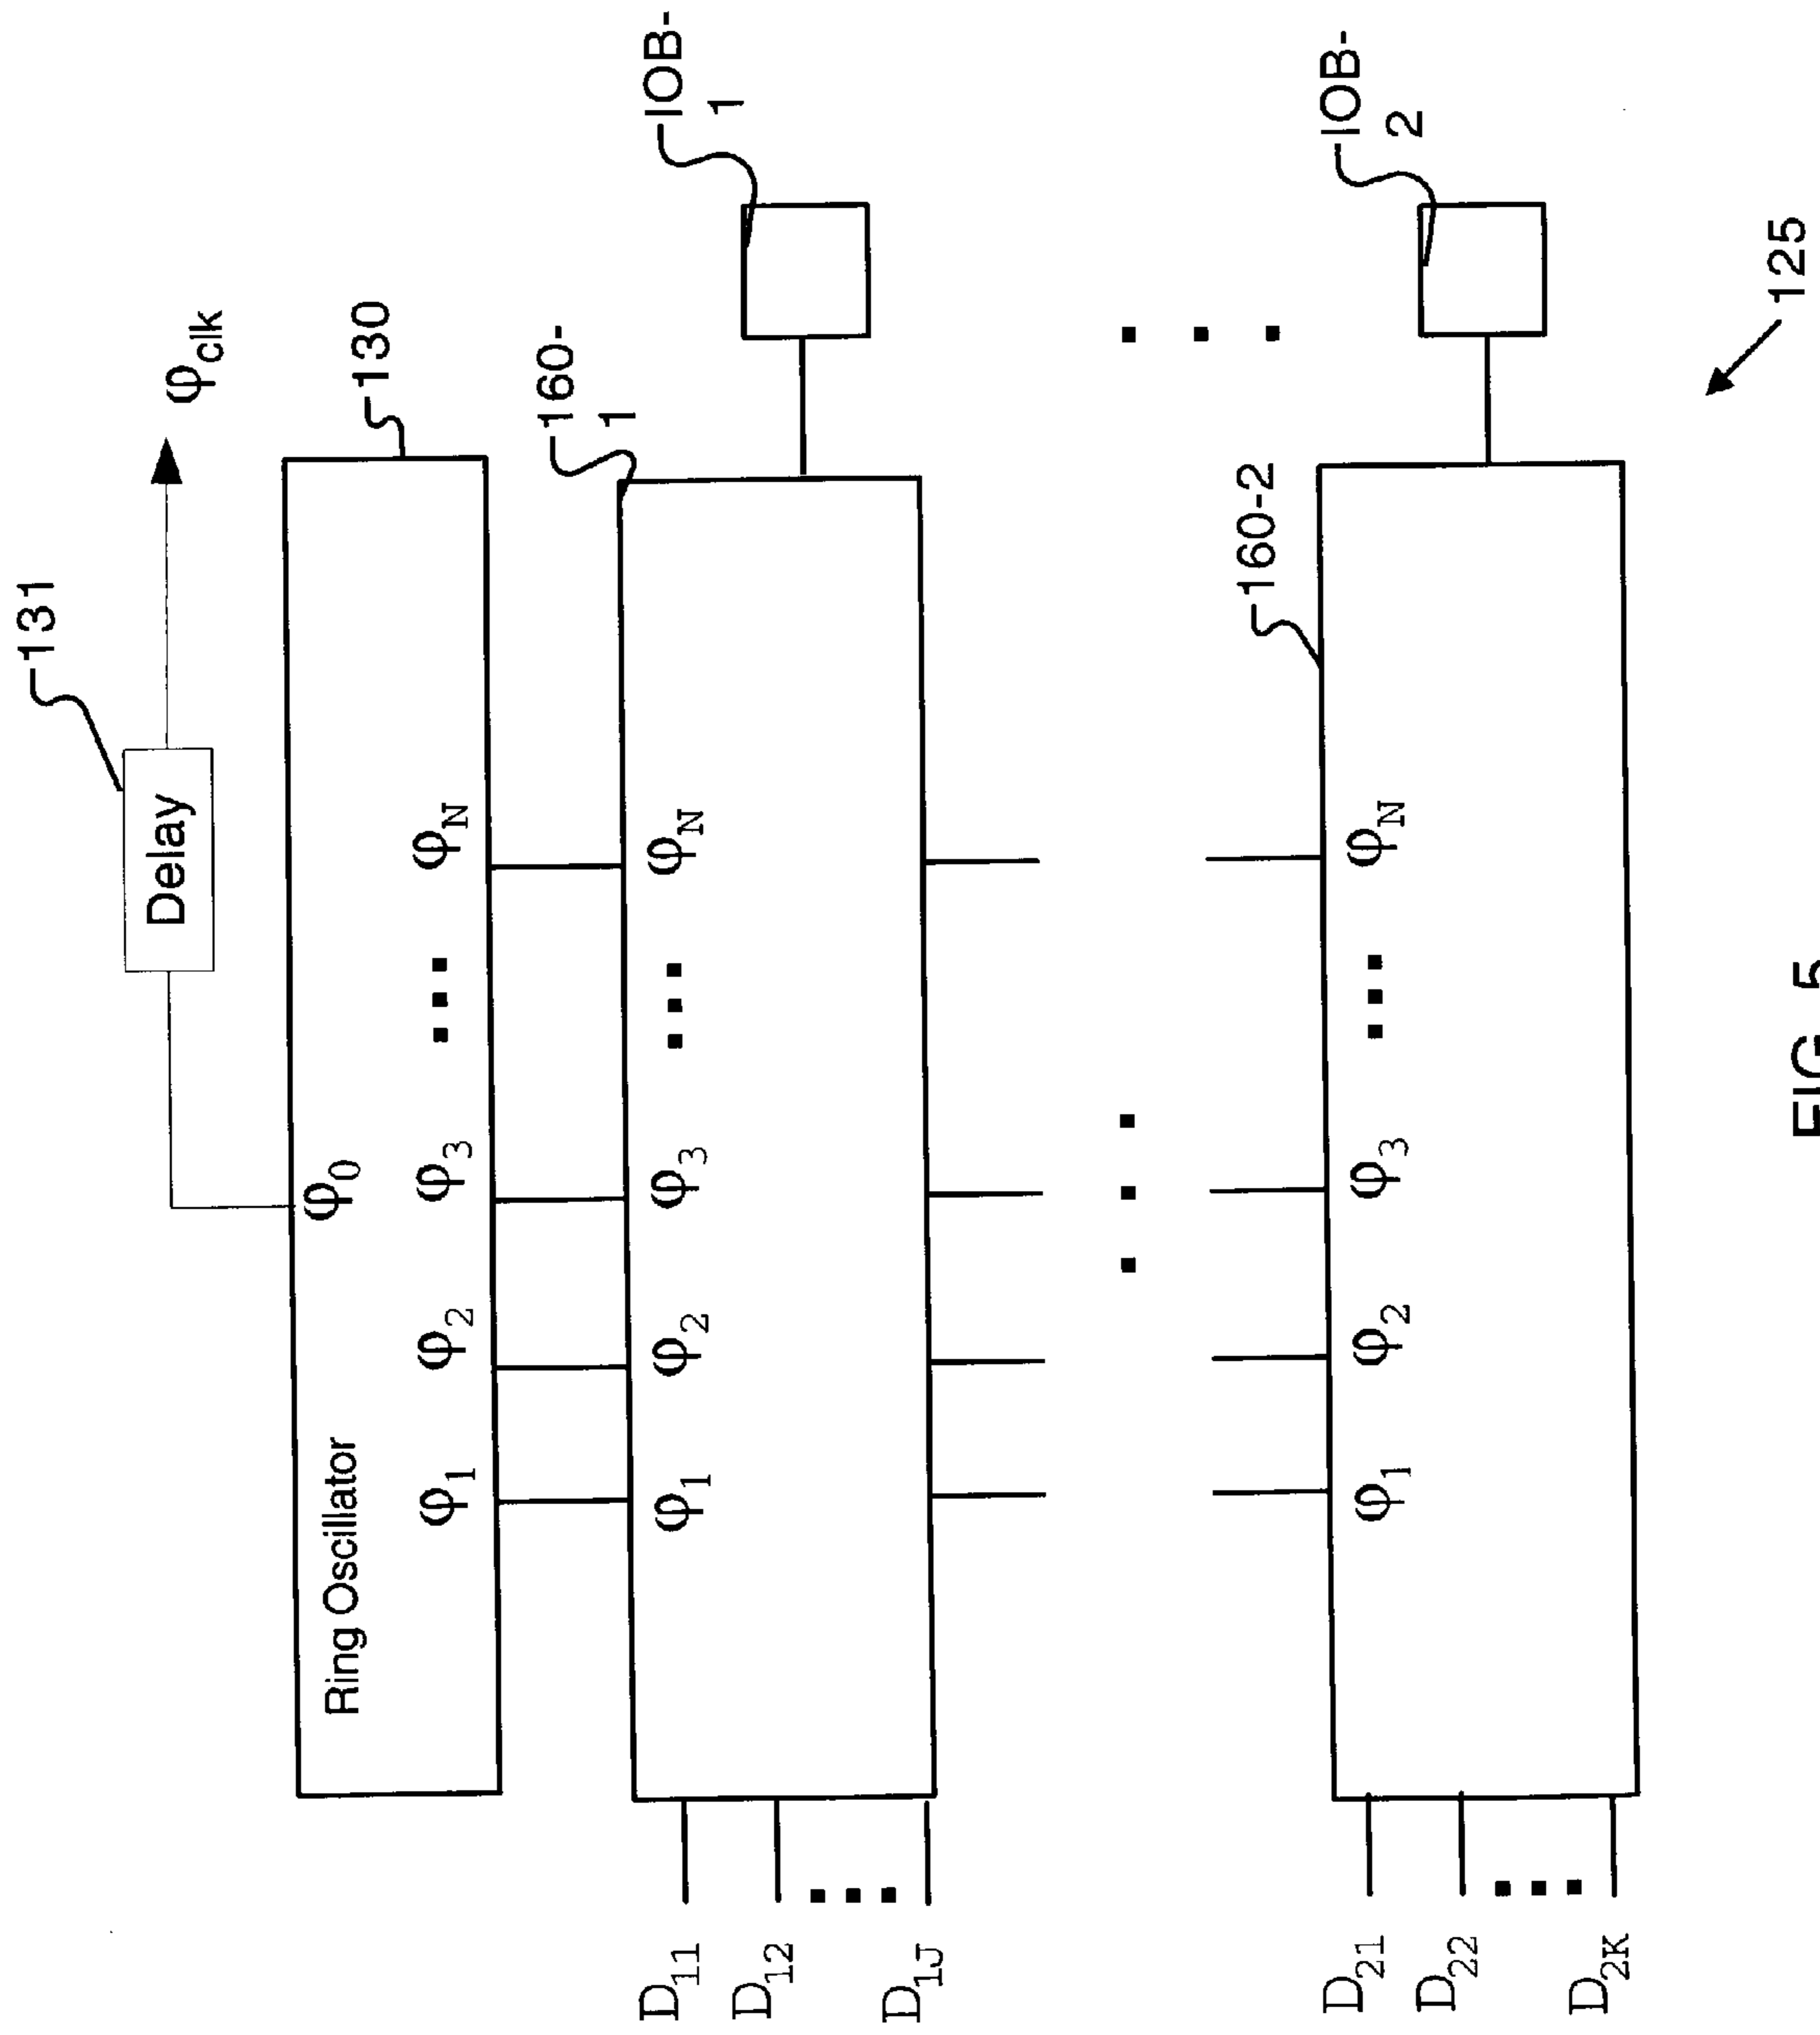 131
Delay
φclk
φ0
130
Ring Oscillator
φ1 φ2 φ3 ... φN
160-
1
φ1 φ2 φ3 ... φN
IOB-
1
D11
D12
...
D1J
...
...
160-2
φ1 φ2 φ3 ... φN
IOB-
2
D21
D22
...
D2K
125
FIG. 5